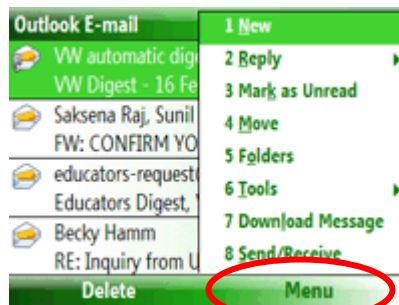 Outlook E-mail
VW automatic dig
VW Digest - 16 Fe
Saksena Raj, Sunil
FW: CONFIRM YO
educators-request
Educators Digest,
Becky Hamm
RE: Inquiry from U
1 New
2 Reply
3 Mark as Unread
4 Move
5 Folders
6 Tools
7 Download Message
8 Send/Receive
Delete
Menu